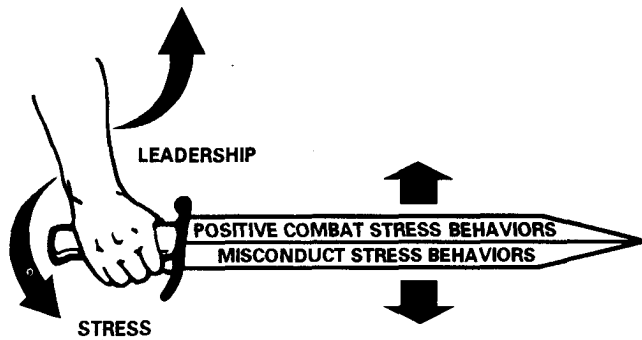 LEADERSHIP
POSITIVE COMBAT STRESS BEHAVIORS
MISCONDUCT STRESS BEHAVIORS
STRESS